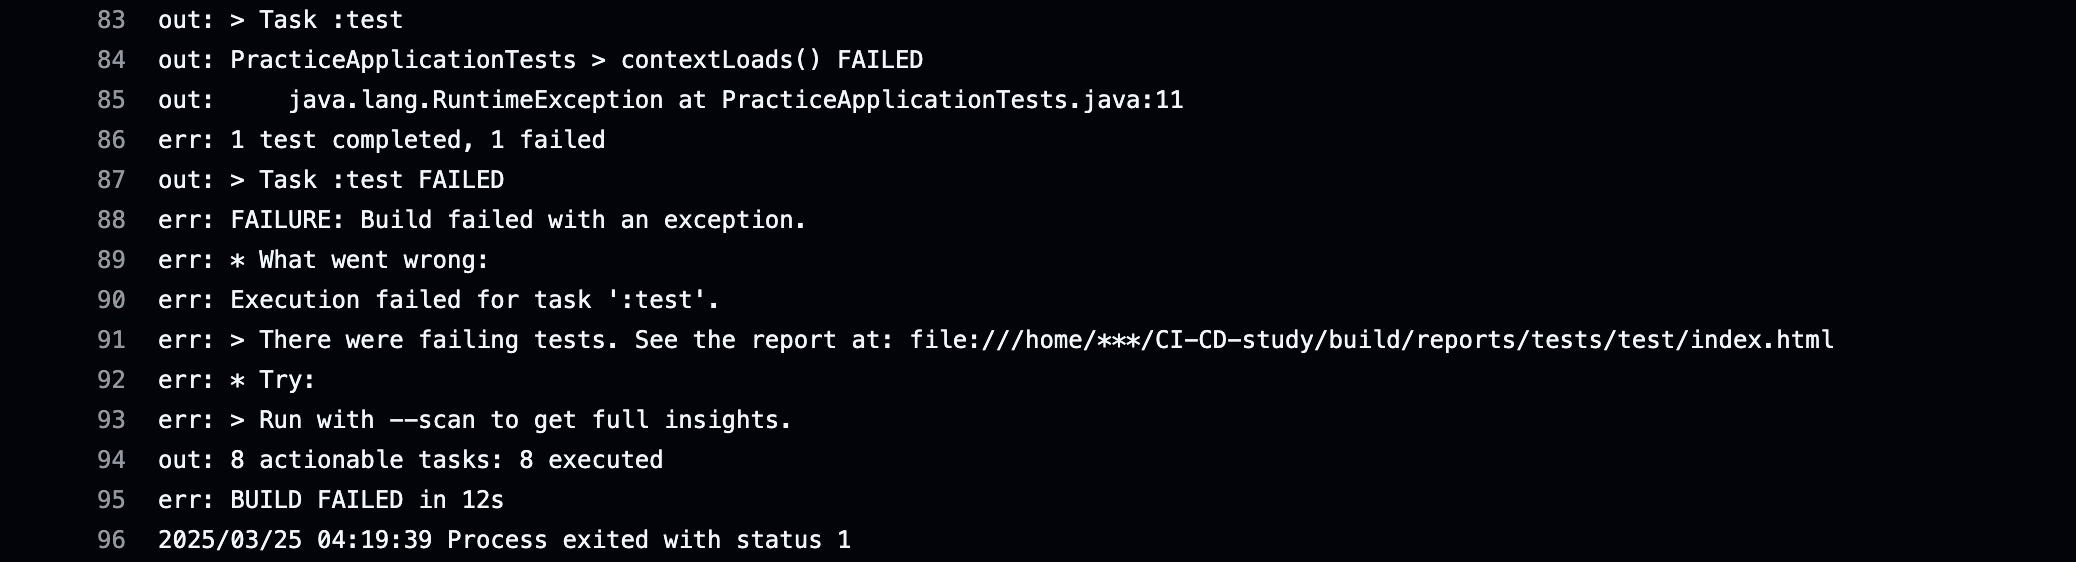 83 out: > Task :test
84 out: PracticeApplicationTests > contextLoads() FAILED
85 out:     java.lang.RuntimeException at PracticeApplicationTests.java:11
86 err: 1 test completed, 1 failed
87 out: > Task :test FAILED
88 err: FAILURE: Build failed with an exception.
89 err: * What went wrong:
90 err: Execution failed for task ':test'.
91 err: > There were failing tests. See the report at: file:///home/***/CI-CD-study/build/reports/tests/test/index.html
92 err: * Try:
93 err: > Run with --scan to get full insights.
94 out: 8 actionable tasks: 8 executed
95 err: BUILD FAILED in 12s
96 2025/03/25 04:19:39 Process exited with status 1